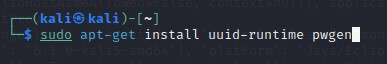 ┌──(kali㉿kali)-[~]
└─$ sudo apt-get install uuid-runtime pwgen